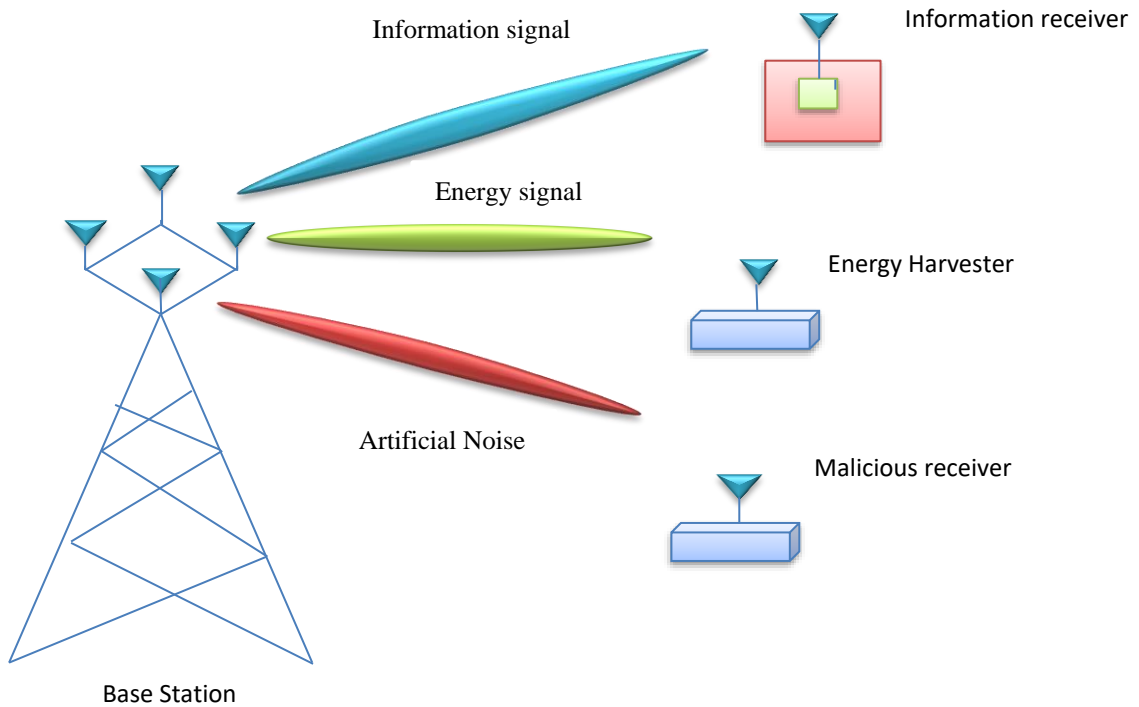 Information receiver
Information signal
Energy signal
Energy Harvester
Artificial Noise
Malicious receiver
Base Station